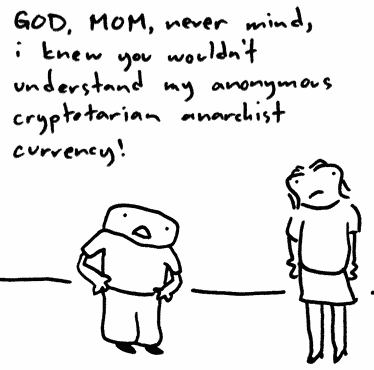 GOD, MOM, never mind,
i knew you wouldn't
understand my anonymous
cryptotarian anarchist
currency!